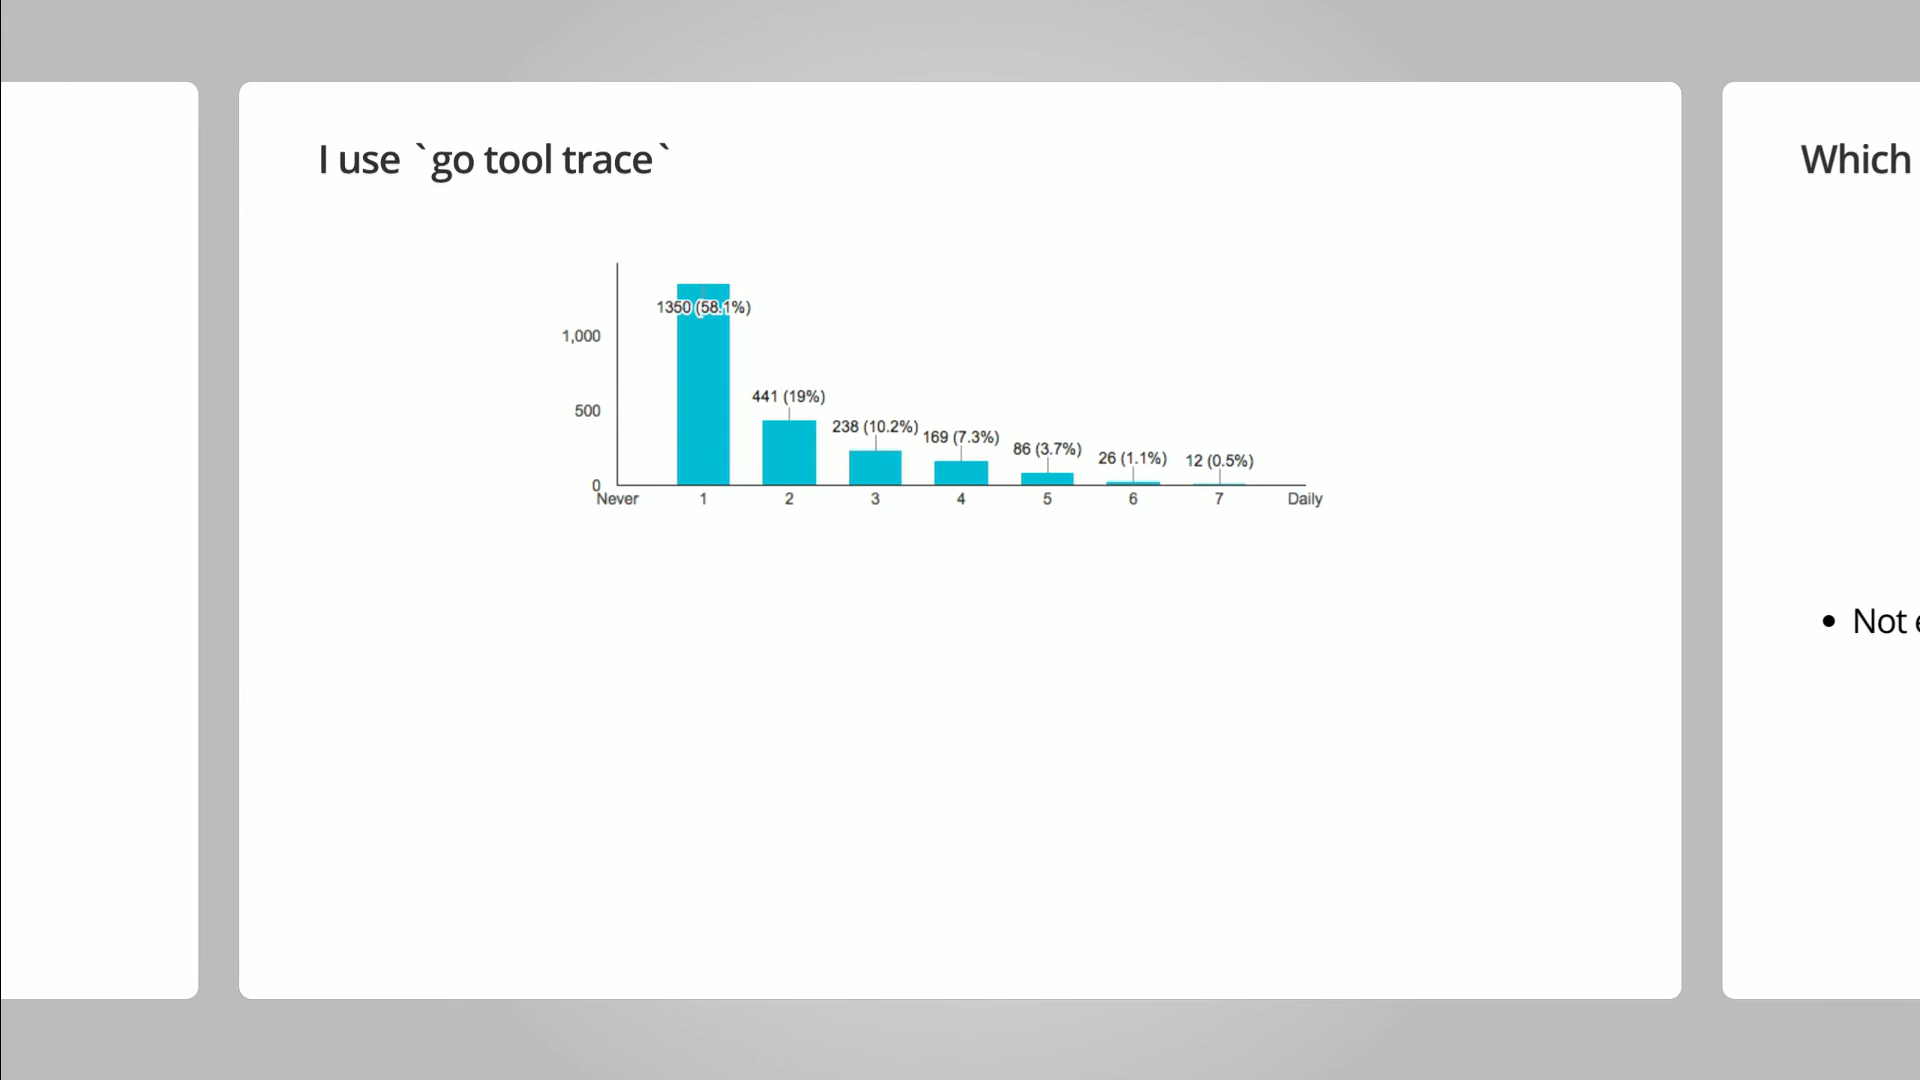 I use `go tool trace`
Which
1350 (58.1%)
1,000
441 (19%)
500
238 (10.2%)
169 (7.3%)
86 (3.7%)
26 (1.1%)
12 (0.5%)
0
Never 1 2 3 4 5 6 7 Daily
• Not